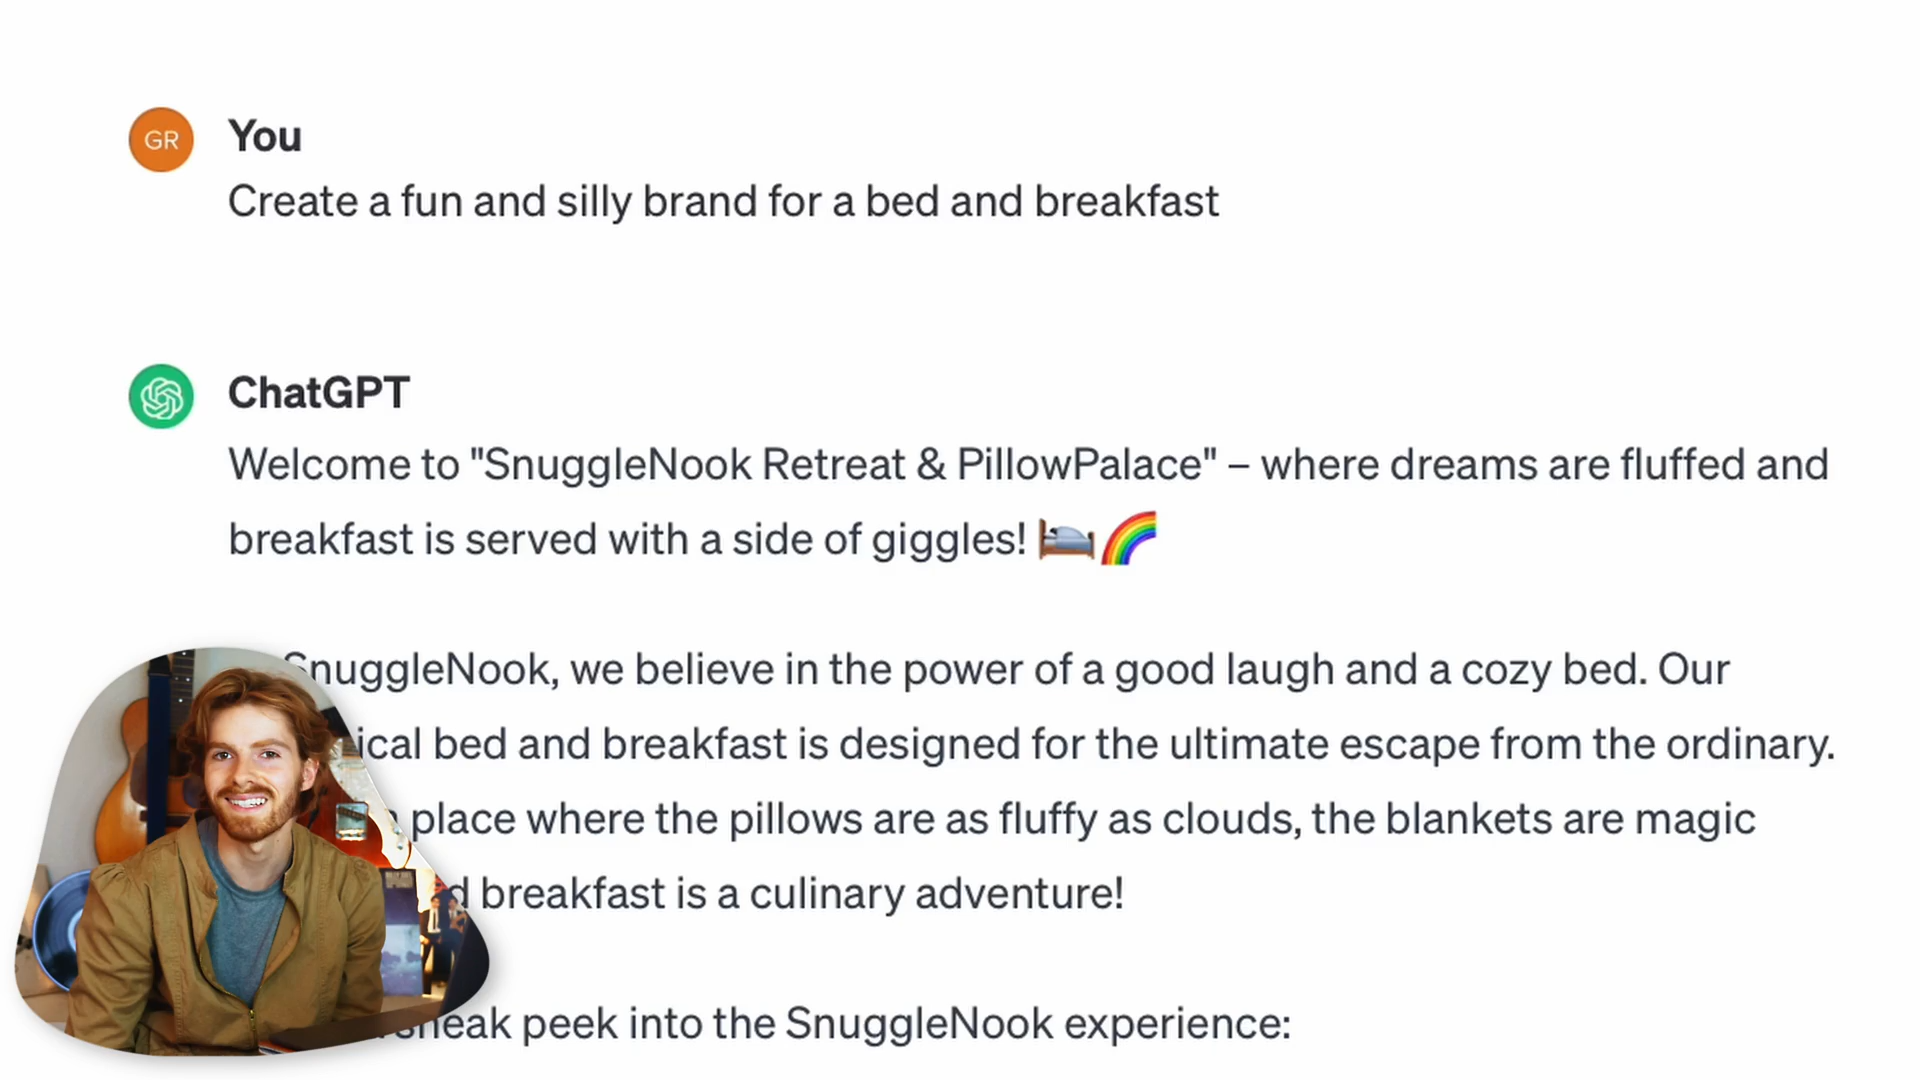 GR
You
Create a fun and silly brand for a bed and breakfast
ChatGPT
Welcome to "SnuggleNook Retreat & PillowPalace" – where dreams are fluffed and
breakfast is served with a side of giggles! 🛏️🌈
SnuggleNook, we believe in the power of a good laugh and a cozy bed. Our
ical bed and breakfast is designed for the ultimate escape from the ordinary.
place where the pillows are as fluffy as clouds, the blankets are magic
d breakfast is a culinary adventure!
sneak peek into the SnuggleNook experience: